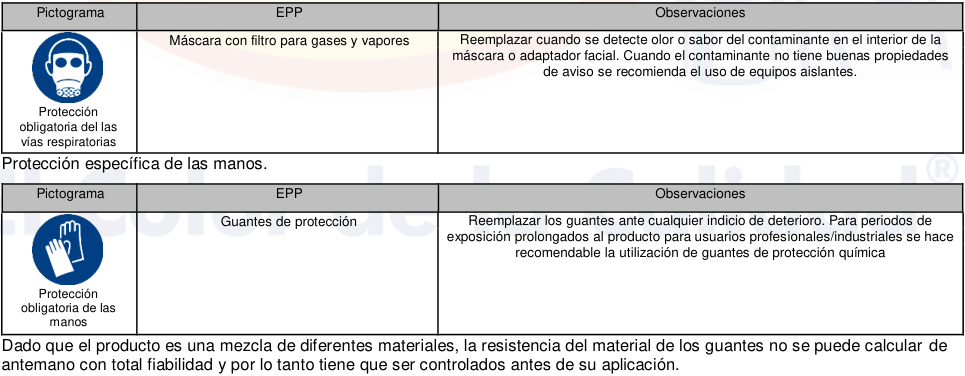 Pictograma EPP Observaciones
Máscara con filtro para gases y vapores
Reemplazar cuando se detecte olor o sabor del contaminante en el interior de la
máscara o adaptador facial. Cuando el contaminante no tiene buenas propiedades
de aviso se recomienda el uso de equipos aislantes.
Protección
obligatoria del las
vías respiratorias
Protección específica de las manos.
Pictograma EPP Observaciones
Guantes de protección
Reemplazar los guantes ante cualquier indicio de deterioro. Para periodos de
exposición prolongados al producto para usuarios profesionales/industriales se hace
recomendable la utilización de guantes de protección química
Protección
obligatoria de las
manos
Dado que el producto es una mezcla de diferentes materiales, la resistencia del material de los guantes no se puede calcular de
antemano con total fiabilidad y por lo tanto tiene que ser controlados antes de su aplicación.